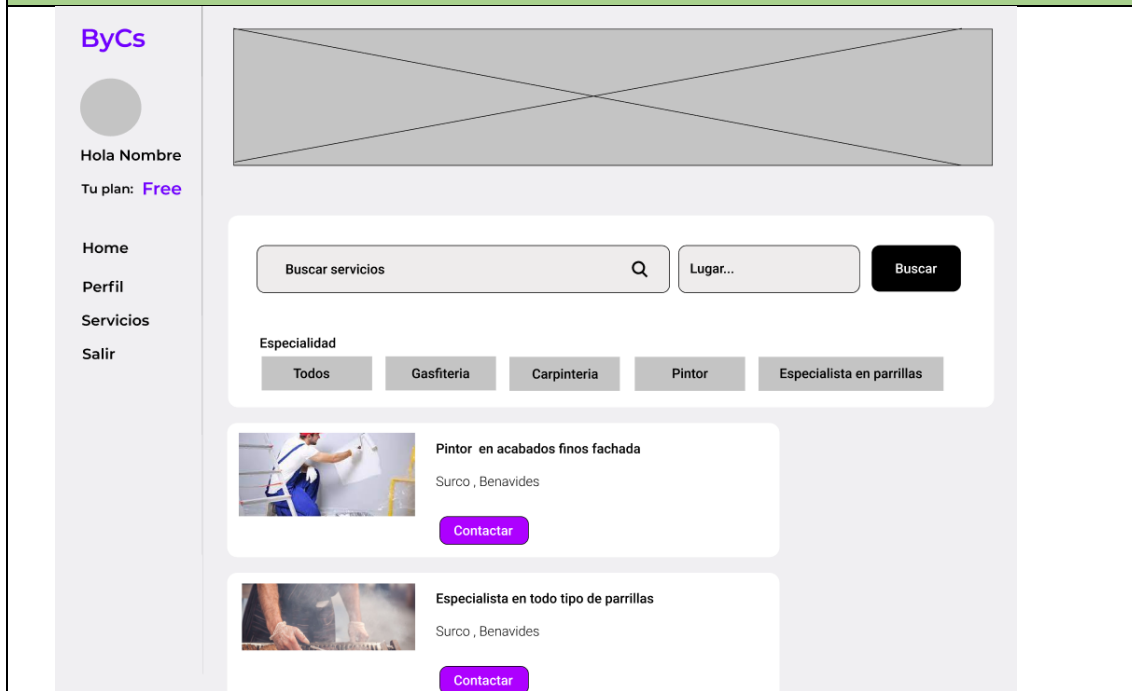 ByCs
Hola Nombre
Tu plan: Free
Home
Perfil
Servicios
Salir
Buscar servicios
Lugar...
Buscar
Especialidad
Todos
Gasfiteria
Carpinteria
Pintor
Especialista en parrillas
Pintor en acabados finos fachada
Surco , Benavides
Contactar
Especialista en todo tipo de parrillas
Surco , Benavides
Contactar